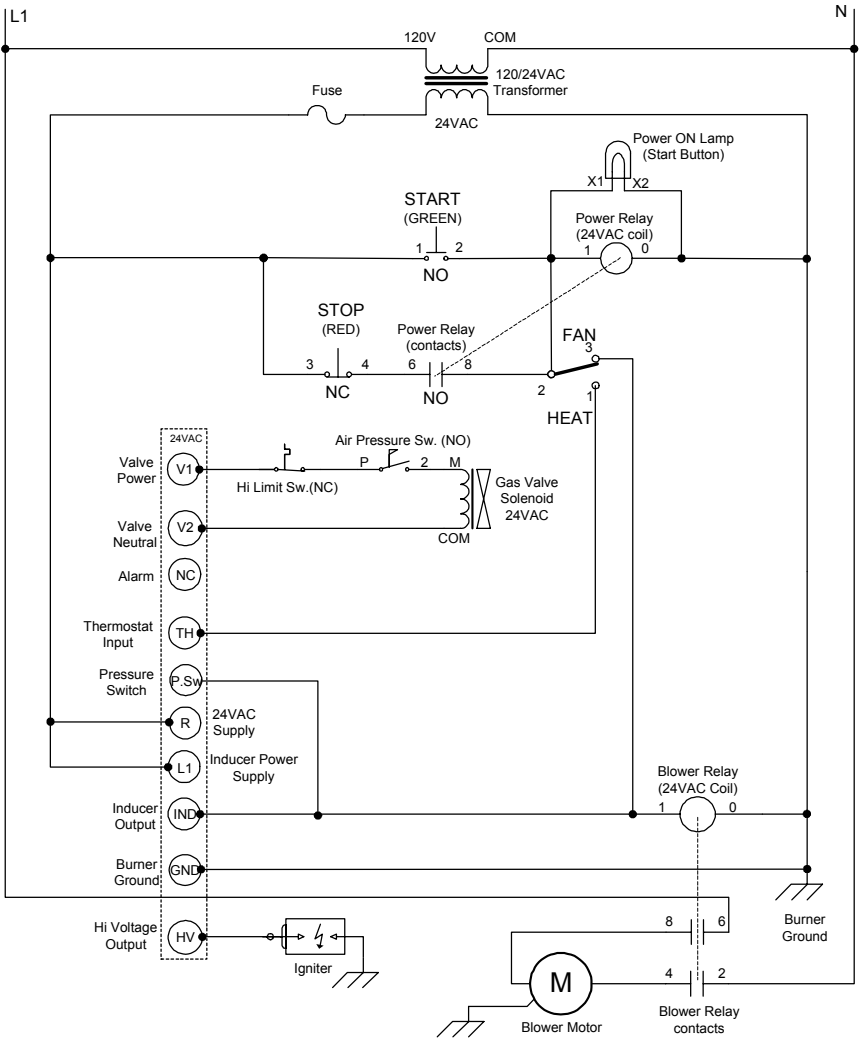 L1
N
120V
COM
120/24VAC
Transformer
Fuse
24VAC
Power ON Lamp
(Start Button)
X1
X2
START
(GREEN)
Power Relay
(24VAC coil)
1
2
1
0
NO
STOP
(RED)
Power Relay
(contacts)
FAN
3
3
4
6
8
NC
NO
2
1
HEAT
24VAC
Valve
Power
V1
Air Pressure Sw. (NO)
P
2
M
Hi Limit Sw.(NC)
Gas Valve
Solenoid
24VAC
Valve
Neutral
V2
COM
Alarm
NC
Thermostat
Input
TH
Pressure
Switch
P.Sw
R
24VAC
Supply
L1
Inducer Power
Supply
Blower Relay
(24VAC Coil)
Inducer
Output
IND
1
0
Burner
Ground
GND
Burner
Ground
Hi Voltage
Output
HV
Igniter
8
6
M
4
2
Blower Motor
Blower Relay
contacts